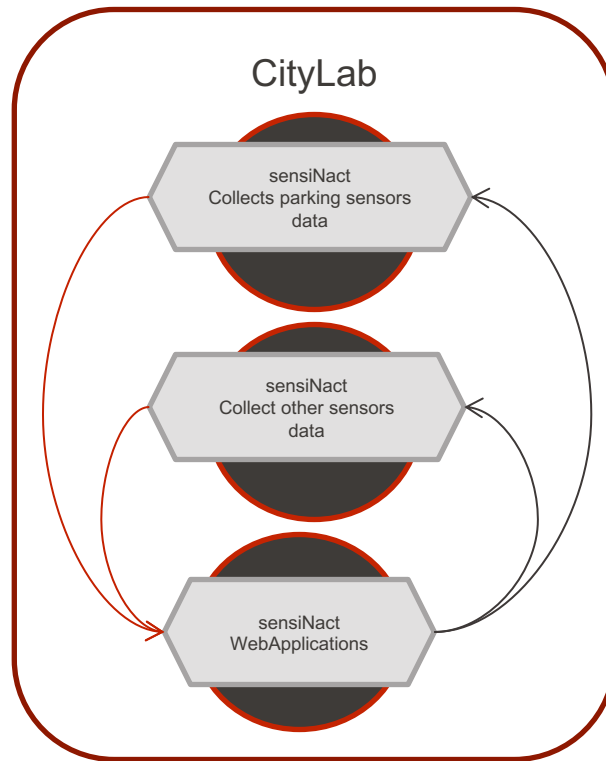 CityLab
sensiNact
Collects parking sensors
data
sensiNact
Collect other sensors
data
sensiNact
WebApplications